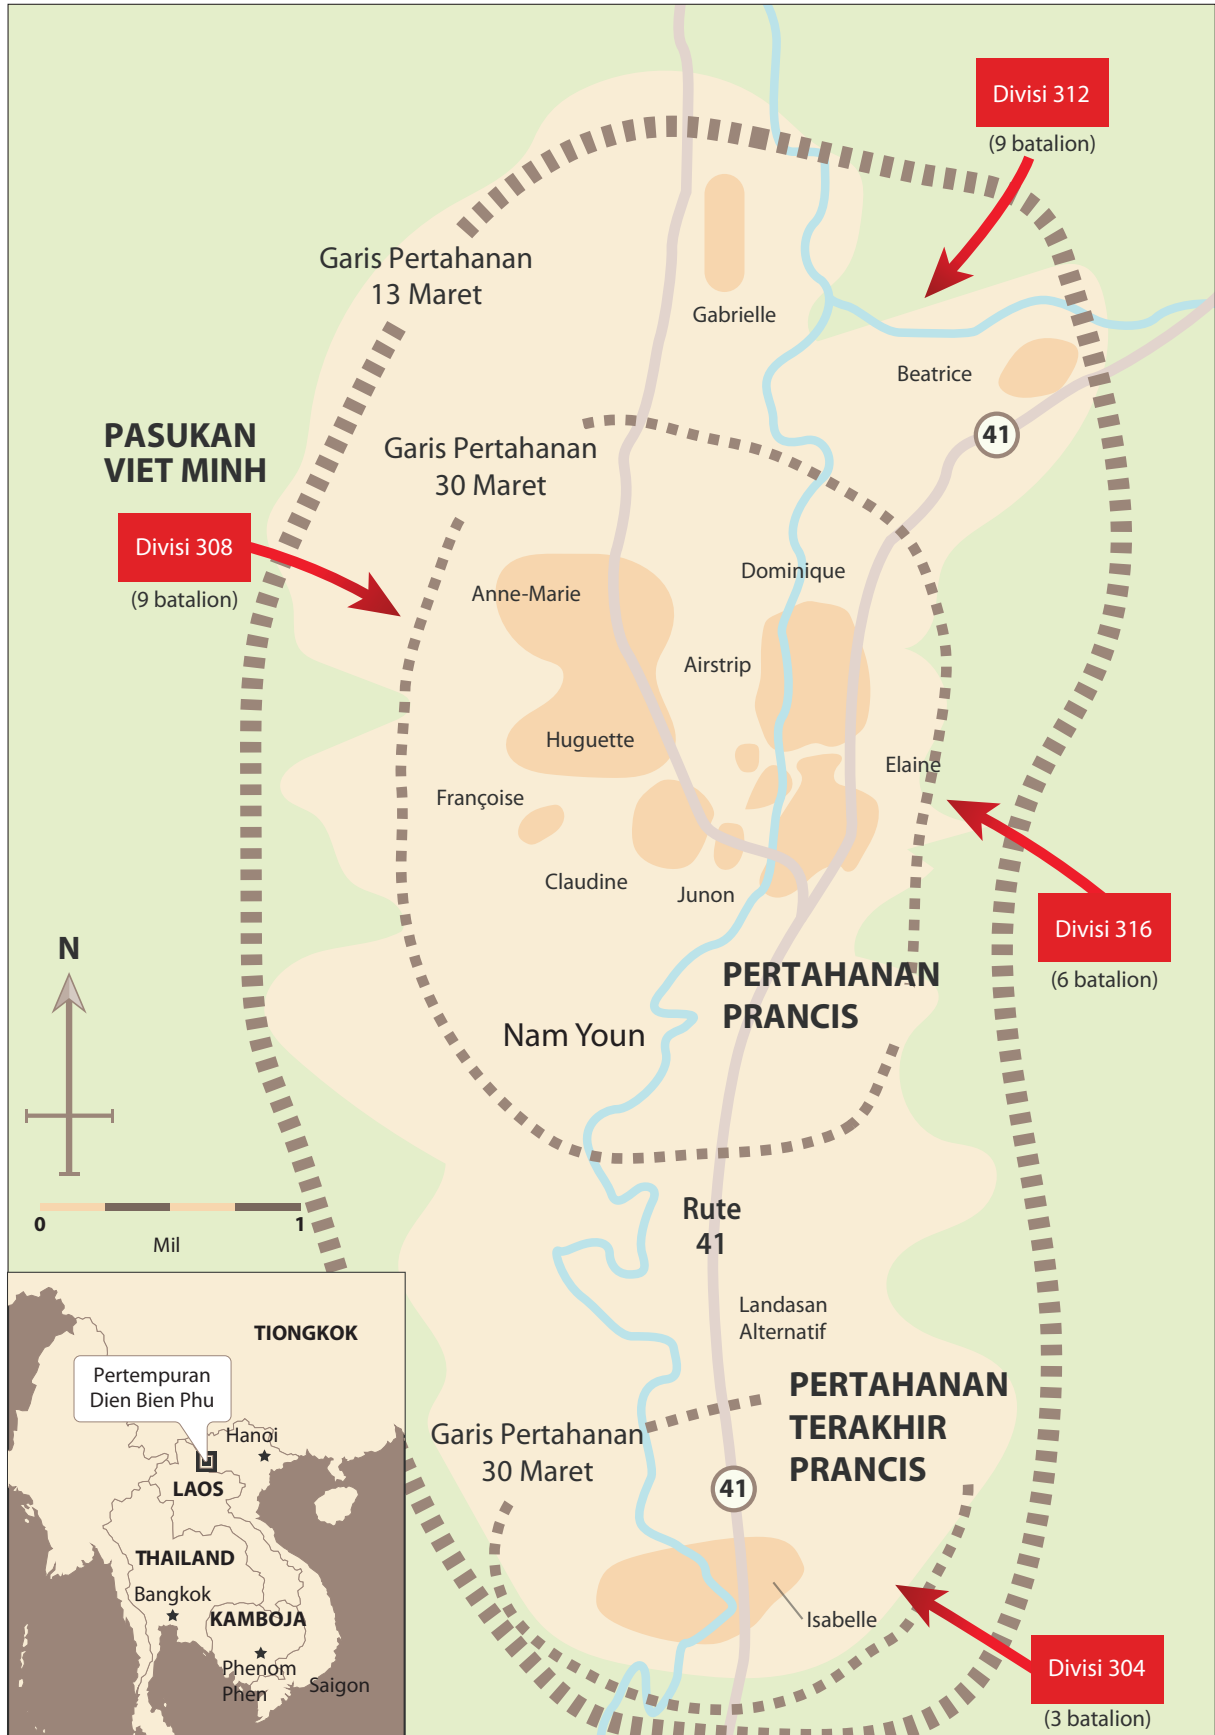 Divisi 312
(9 batalion)
Garis Pertahanan
13 Maret
Gabrielle
Beatrice
41
PASUKAN
VIET MINH
Garis Pertahanan
30 Maret
Divisi 308
(9 batalion)
Dominique
Anne-Marie
Airstrip
Huguette
Elaine
Françoise
Claudine
Junon
Divisi 316
(6 batalion)
N
PERTAHANAN
PRANCIS
Nam Youn
Rute
41
0
1
Mil
Landasan
Alternatif
TIONGKOK
Pertempuran
Dien Bien Phu
Hanoi
LAOS
THAILAND
Bangkok
KAMBOJA
Phenom
Phen
Saigon
PERTAHANAN
TERAKHIR
PRANCIS
Garis Pertahanan
30 Maret
41
Isabelle
Divisi 304
(3 batalion)